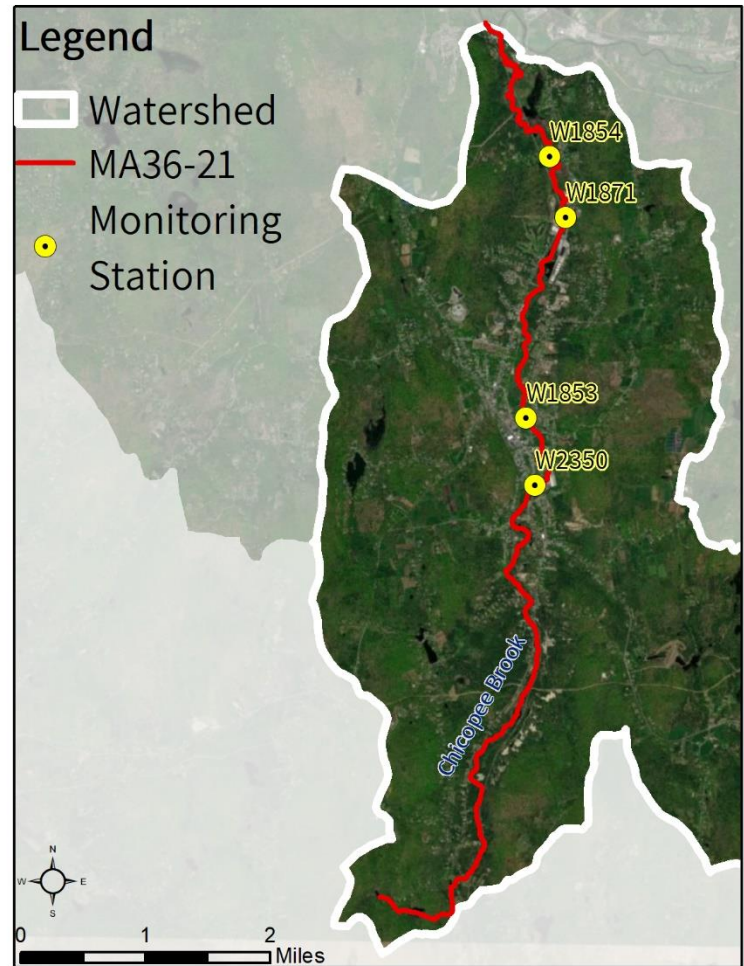 Legend
Watershed
MA36-21
Monitoring
Station
W1854
W1871
W1853
W2350
Chicopee Brook
N
W E
S
0 1 2
Miles